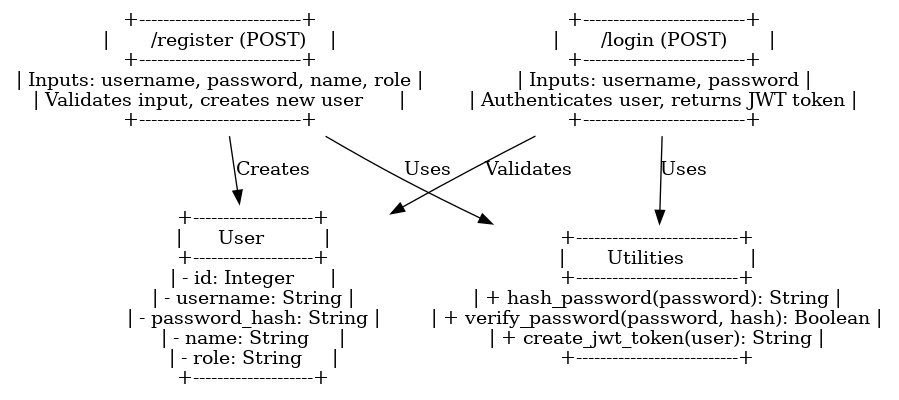 +---------------------------+
| /register (POST) |
+---------------------------+
| Inputs: username, password, name, role |
| Validates input, creates new user |
+---------------------------+
+---------------------------+
| /login (POST) |
+---------------------------+
| Inputs: username, password |
| Authenticates user, returns JWT token |
+---------------------------+
Creates
Uses
Validates
Uses
+--------------------+
| User |
+--------------------+
| - id: Integer |
| - username: String |
| - password_hash: String |
| - name: String |
| - role: String |
+--------------------+
+---------------------------+
| Utilities |
+---------------------------+
| + hash_password(password): String |
| + verify_password(password, hash): Boolean |
| + create_jwt_token(user): String |
+---------------------------+